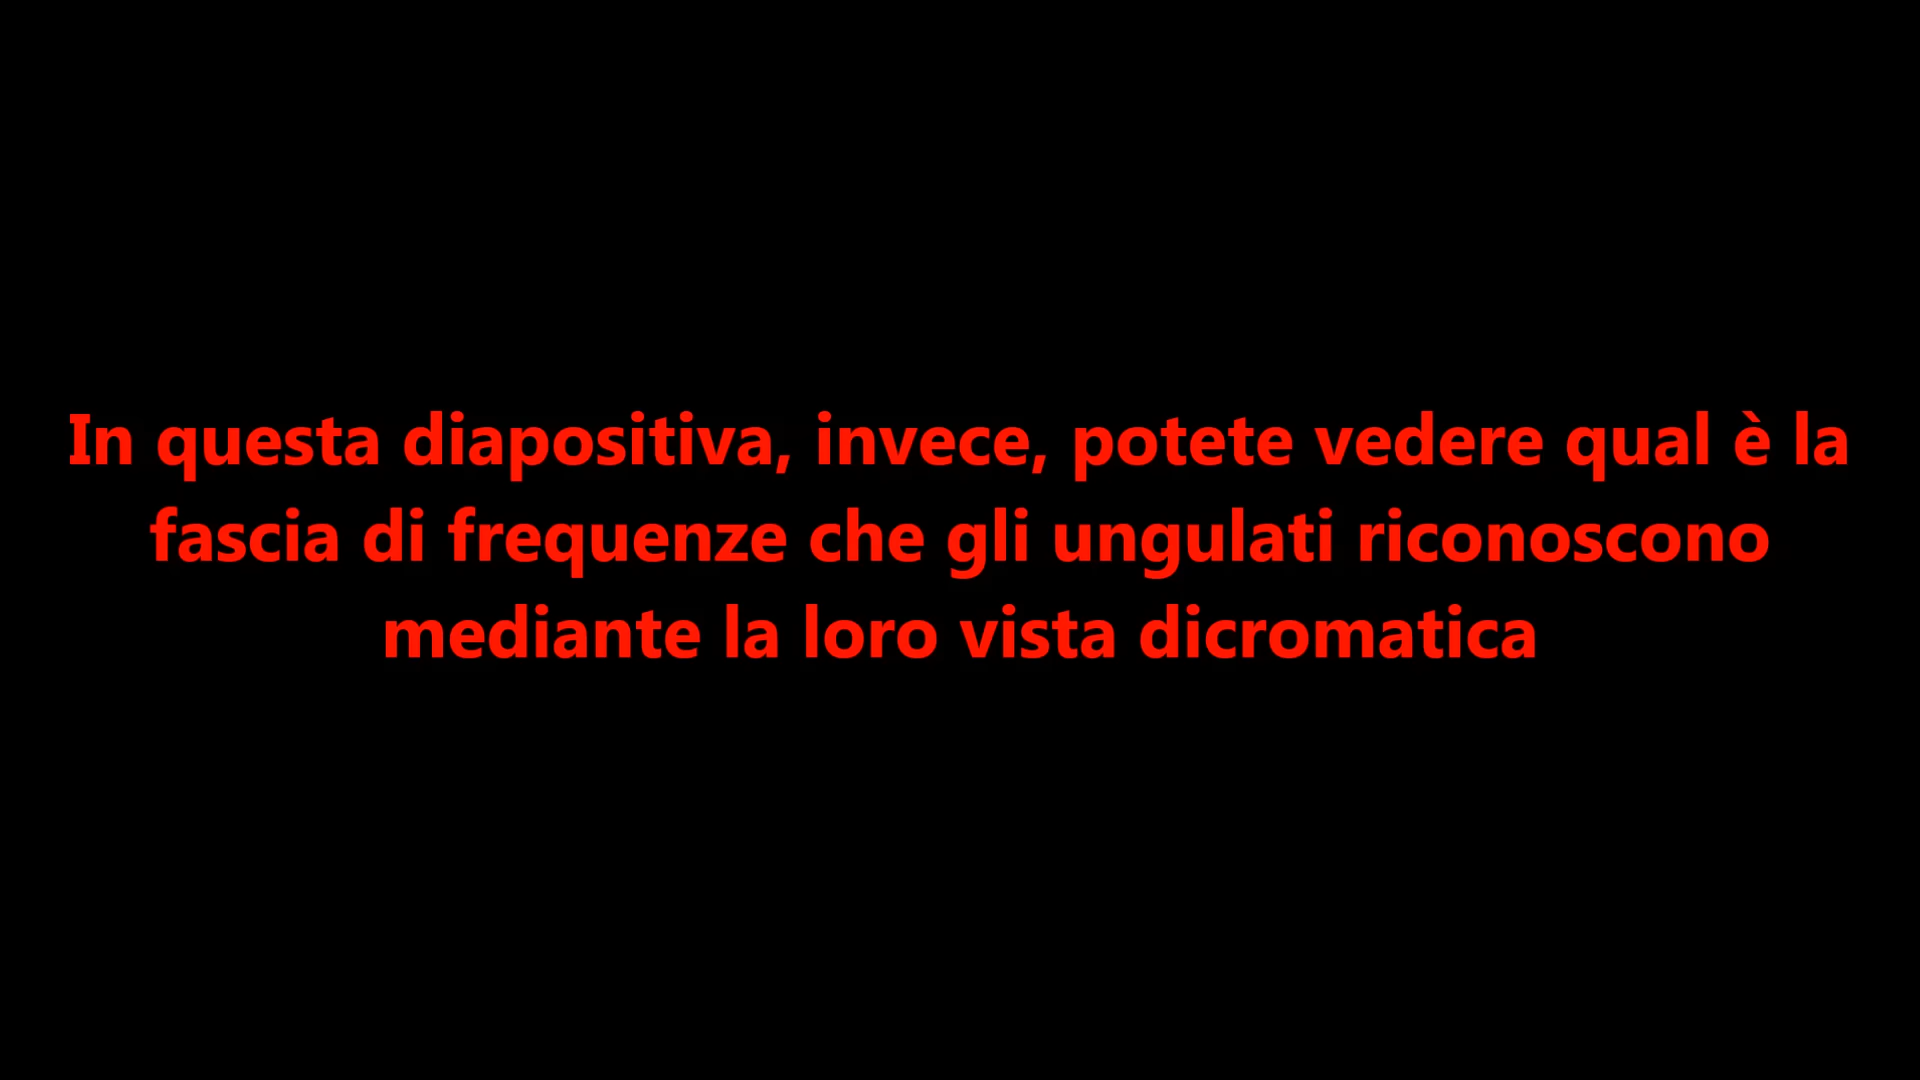 In questa diapositiva, invece, potete vedere qual è la
fascia di frequenze che gli ungulati riconoscono
mediante la loro vista dicromatica